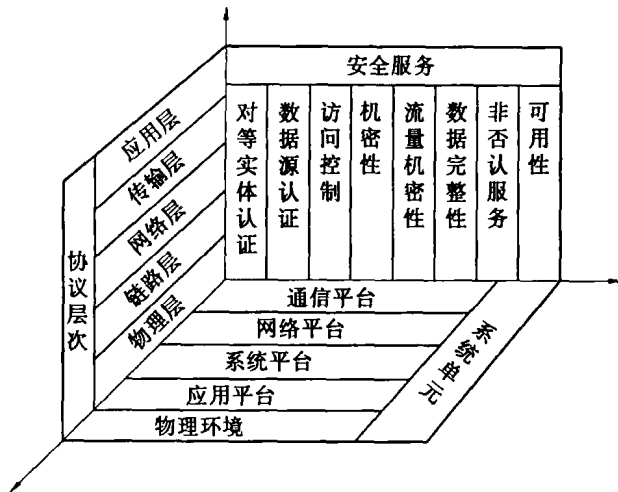 安全服务
对等实体认证
数据源认证
访问控制
机密性
流量机密性
数据完整性
非否认服务
可用性
协议层次
应用层
传输层
网络层
链路层
物理层
通信平台
网络平台
系统平台
应用平台
物理环境
系统单元